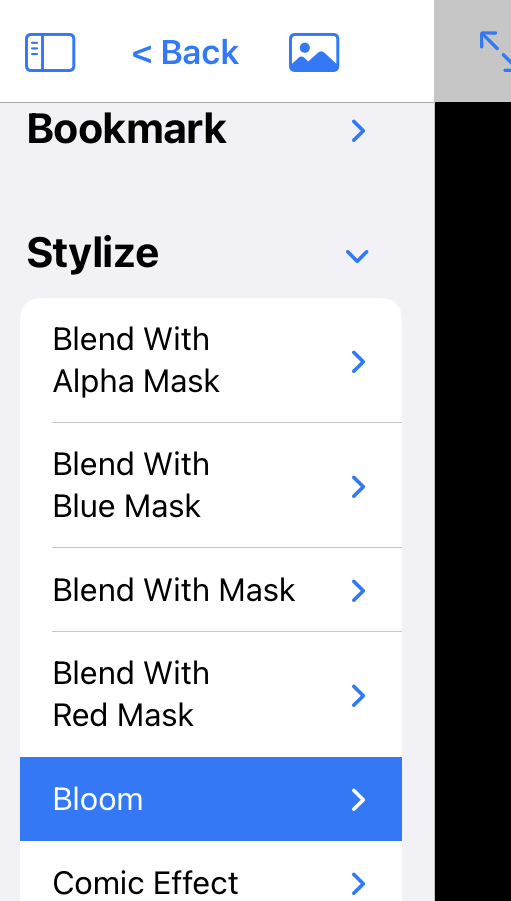 < Back
Bookmark
Stylize
Blend With
Alpha Mask
Blend With
Blue Mask
Blend With Mask
Blend With
Red Mask
Bloom
Comic Effect